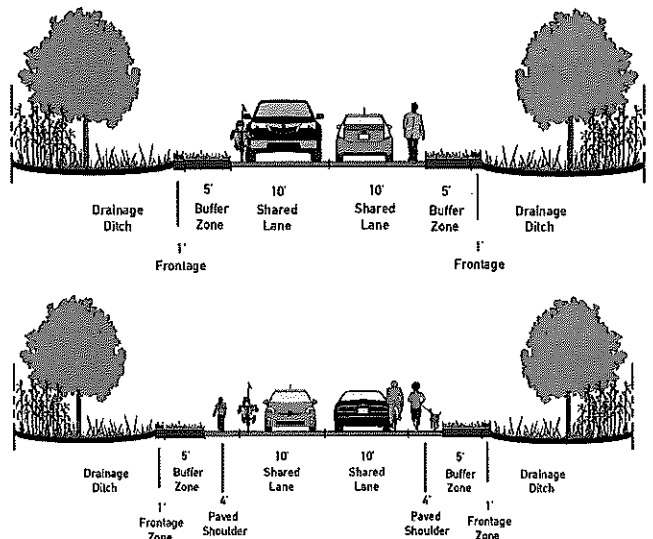 5' 10' 10' 5'
Drainage Buffer Shared Shared Buffer Drainage
Ditch Zone Lane Lane Zone Ditch
1' 1'
Frontage Frontage
5' 10' 10' 5'
Drainage Buffer Shared Shared Buffer Drainage
Ditch Zone Lane Lane Zone Ditch
1' 4' 4' 1'
Frontage Paved Paved Frontage
Zone Shoulder Shoulder Zone